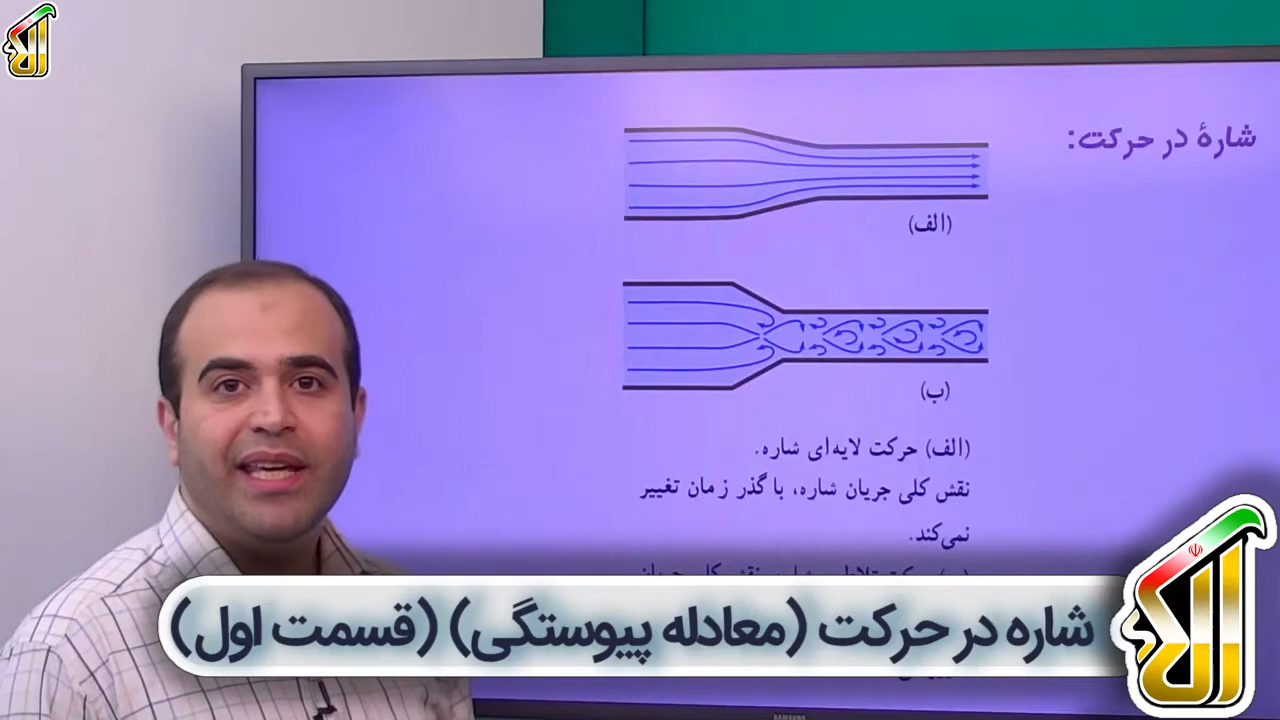 شارهٔ در حرکت:
(الف)
(ب)
(الف) حرکت لایه‌ای شاره.
نقش کلی جریان شاره، با گذر زمان تغییر
نمی‌کند.
شاره در حرکت (معادله پیوستگی) (قسمت اول)
SAMSUNG